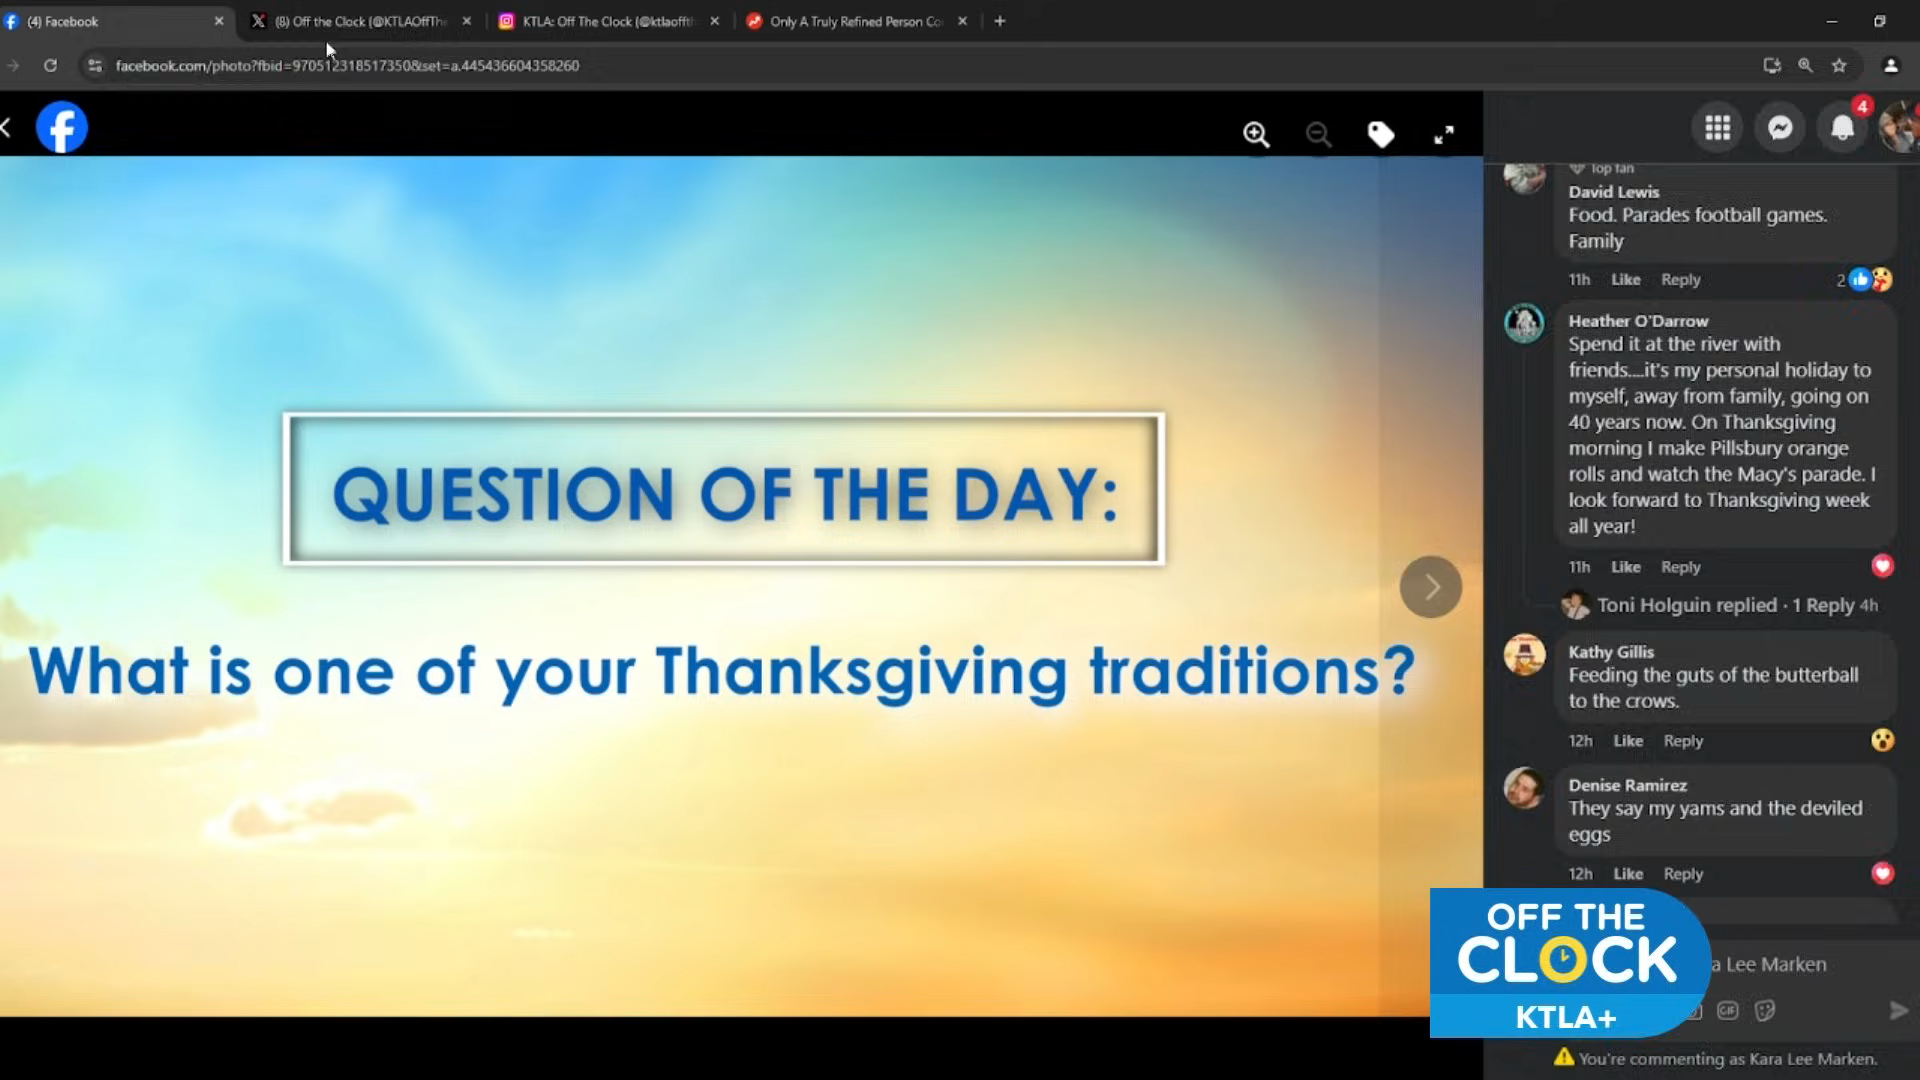 (4) Facebook
(8) Off the Clock (@KTLAOffThe
KTLA: Off The Clock (@ktlaoffth
Only A Truly Refined Person Co
facebook.com/photo?fbid=970512318517350&set=a.445436604358260
4
QUESTION OF THE DAY:
What is one of your Thanksgiving traditions?
Top fan
David Lewis
Food. Parades football games.
Family
11h Like Reply 2
Heather O'Darrow
Spend it at the river with
friends....it's my personal holiday to
myself, away from family, going on
40 years now. On Thanksgiving
morning I make Pillsbury orange
rolls and watch the Macy's parade. I
look forward to Thanksgiving week
all year!
11h Like Reply
Toni Holguin replied · 1 Reply 4h
Kathy Gillis
Feeding the guts of the butterball
to the crows.
12h Like Reply
Denise Ramirez
They say my yams and the deviled
eggs
12h Like Reply
OFF THE
CLOCK
KTLA+
a Lee Marken
GIF
You're commenting as Kara Lee Marken.